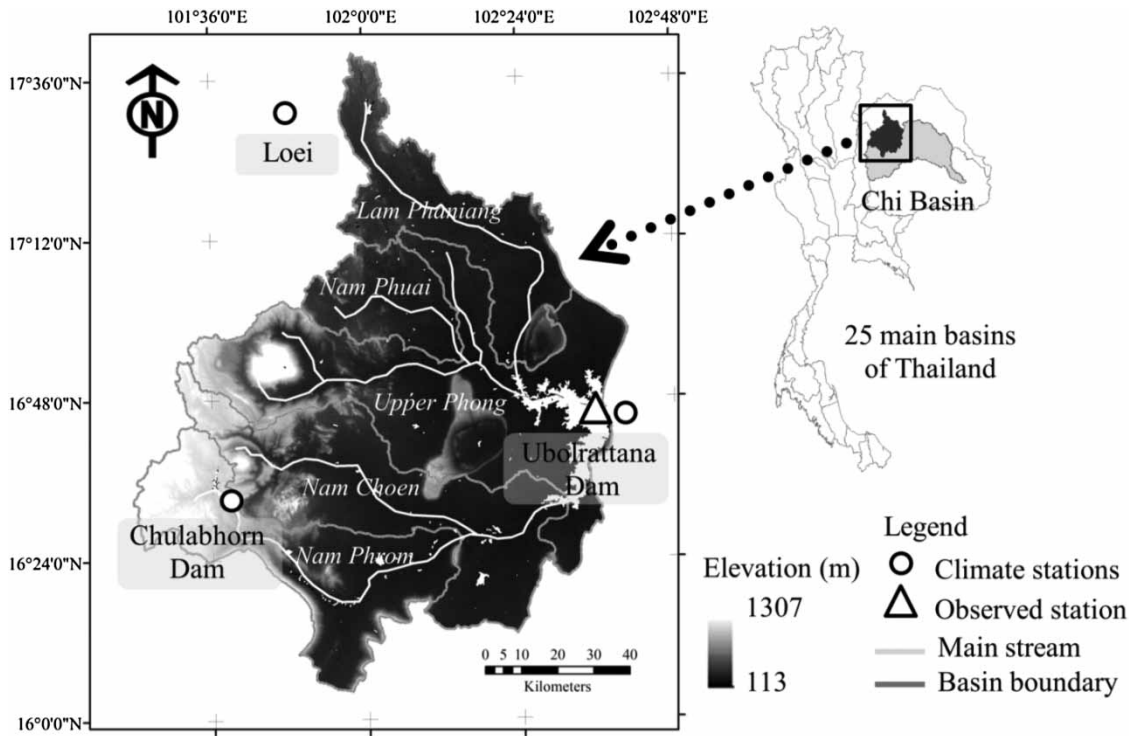 101°36'0"E
102°0'0"E
102°24'0"E
102°48'0"E
17°36'0"N
17°12'0"N
16°48'0"N
16°24'0"N
16°0'0"N
N
Loei
Lam Phaniang
Nam Phuai
Upper Phong
Ubolrattana
Dam
Nam Choen
Chulabhorn
Dam
Nam Phrom
0 5 10 20 30 40
Kilometers
Chi Basin
25 main basins
of Thailand
Elevation (m)
1307
113
Legend
Climate stations
Observed station
Main stream
Basin boundary